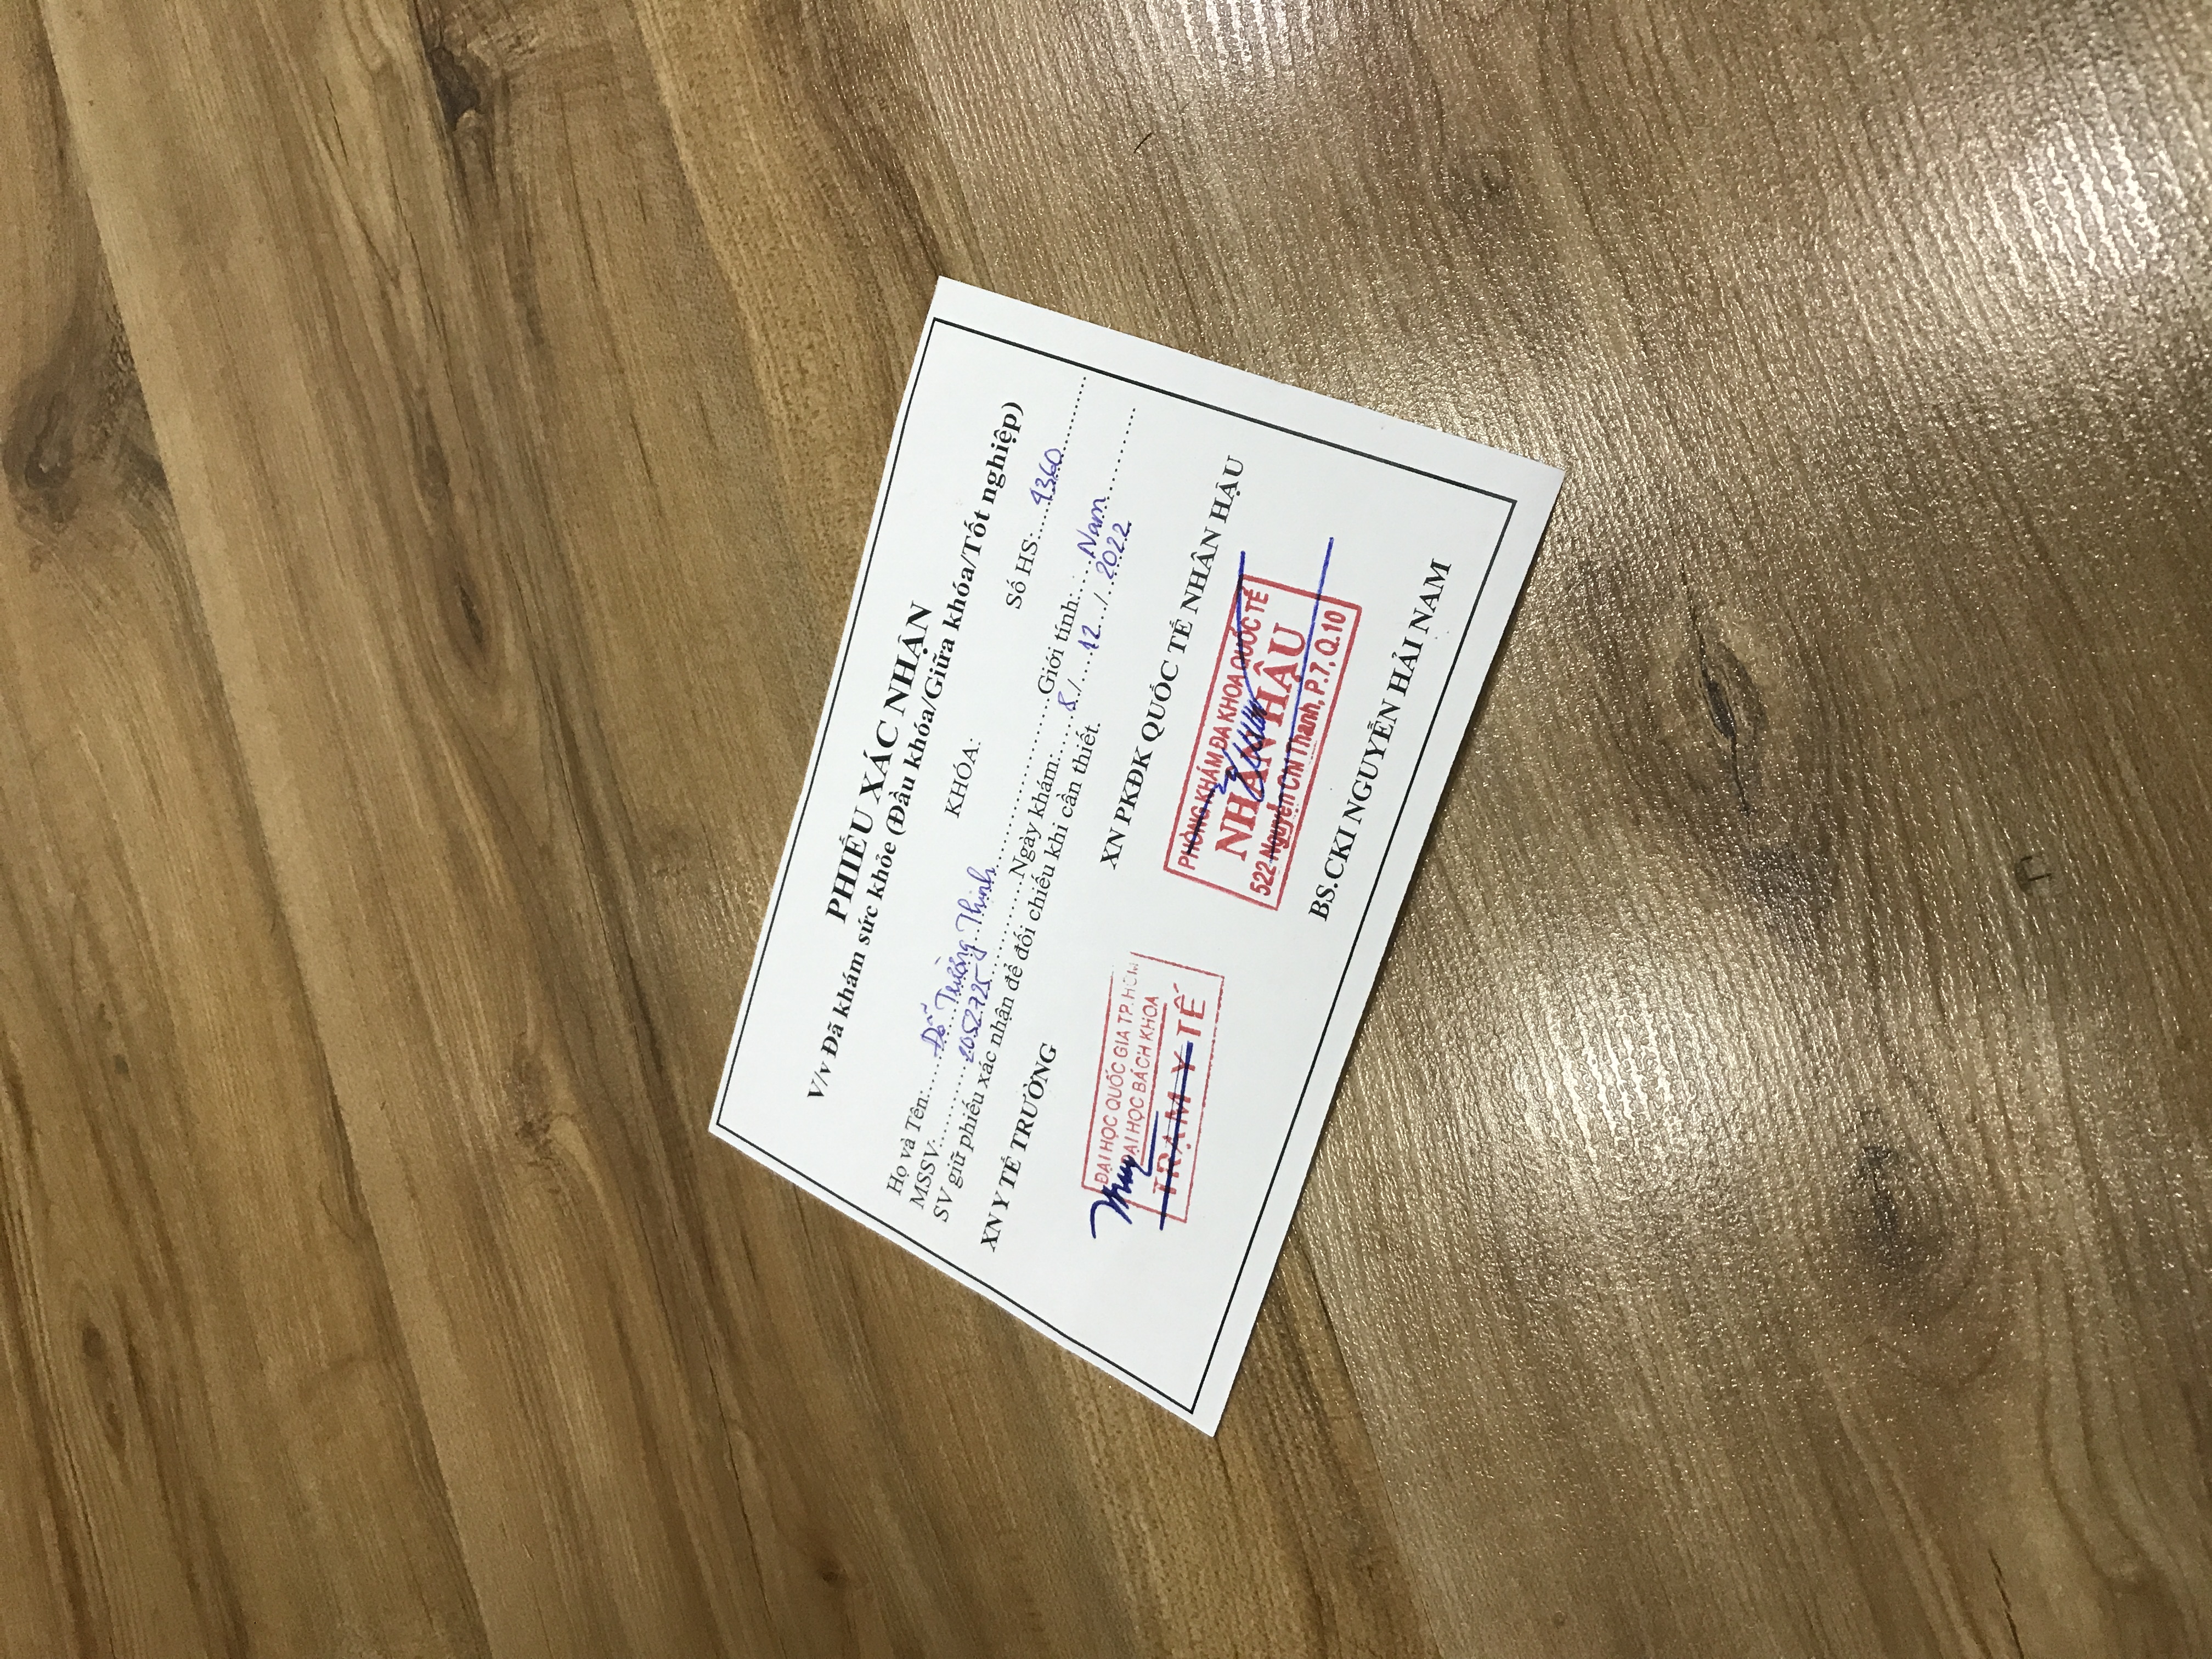 PHIẾU XÁC NHẬN
V/v Đã khám sức khỏe (Đầu khóa/Giữa khóa/Tốt nghiệp)
KHÓA: Số HS:...4360............
Họ và Tên:......Đỗ Trường Thịnh..............................Giới tính:.....Nam...............
MSSV:.............2052725...............Ngày khám:......8./....12.../..2022
SV giữ phiếu xác nhận để đối chiếu khi cần thiết.
XN Y TẾ TRƯỜNG
XN PKĐK QUỐC TẾ NHÂN HẬU
ĐẠI HỌC QUỐC GIA TP.HCM
ĐẠI HỌC BÁCH KHOA
TRẠM Y TẾ
PHÒNG KHÁM ĐA KHOA QUỐC TẾ
NHÂN HẬU
522 Nguyễn Chí Thanh, P.7, Q.10
BS.CKI NGUYỄN HẢI NAM